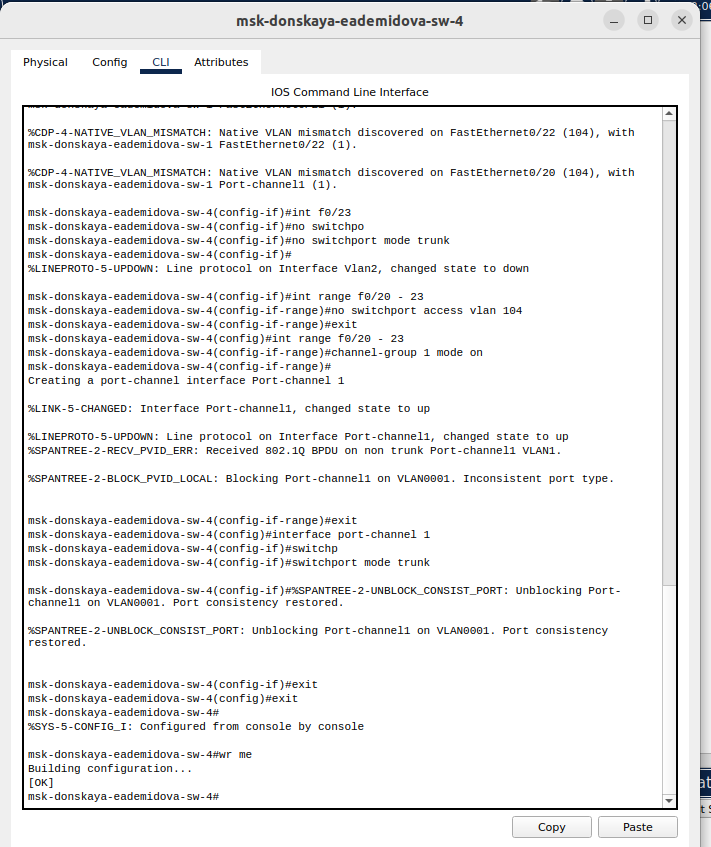 msk-donskaya-eademidova-sw-4
Physical Config CLI Attributes
IOS Command Line Interface
%CDP-4-NATIVE_VLAN_MISMATCH: Native VLAN mismatch discovered on FastEthernet0/22 (104), with
msk-donskaya-eademidova-sw-1 FastEthernet0/22 (1).
%CDP-4-NATIVE_VLAN_MISMATCH: Native VLAN mismatch discovered on FastEthernet0/20 (104), with
msk-donskaya-eademidova-sw-1 Port-channel1 (1).
msk-donskaya-eademidova-sw-4(config-if)#int f0/23
msk-donskaya-eademidova-sw-4(config-if)#no switchpo
msk-donskaya-eademidova-sw-4(config-if)#no switchport mode trunk
msk-donskaya-eademidova-sw-4(config-if)#
%LINEPROTO-5-UPDOWN: Line protocol on Interface Vlan2, changed state to down
msk-donskaya-eademidova-sw-4(config-if)#int range f0/20 - 23
msk-donskaya-eademidova-sw-4(config-if-range)#no switchport access vlan 104
msk-donskaya-eademidova-sw-4(config-if-range)#exit
msk-donskaya-eademidova-sw-4(config)#int range f0/20 - 23
msk-donskaya-eademidova-sw-4(config-if-range)#channel-group 1 mode on
msk-donskaya-eademidova-sw-4(config-if-range)#
Creating a port-channel interface Port-channel 1
%LINK-5-CHANGED: Interface Port-channel1, changed state to up
%LINEPROTO-5-UPDOWN: Line protocol on Interface Port-channel1, changed state to up
%SPANTREE-2-RECV_PVID_ERR: Received 802.1Q BPDU on non trunk Port-channel1 VLAN1.
%SPANTREE-2-BLOCK_PVID_LOCAL: Blocking Port-channel1 on VLAN0001. Inconsistent port type.
msk-donskaya-eademidova-sw-4(config-if-range)#exit
msk-donskaya-eademidova-sw-4(config)#interface port-channel 1
msk-donskaya-eademidova-sw-4(config-if)#switchp
msk-donskaya-eademidova-sw-4(config-if)#switchport mode trunk
msk-donskaya-eademidova-sw-4(config-if)#%SPANTREE-2-UNBLOCK_CONSIST_PORT: Unblocking Port-
channel1 on VLAN0001. Port consistency restored.
%SPANTREE-2-UNBLOCK_CONSIST_PORT: Unblocking Port-channel1 on VLAN0001. Port consistency
restored.
msk-donskaya-eademidova-sw-4(config-if)#exit
msk-donskaya-eademidova-sw-4(config)#exit
msk-donskaya-eademidova-sw-4#
%SYS-5-CONFIG_I: Configured from console by console
msk-donskaya-eademidova-sw-4#wr me
Building configuration...
[OK]
msk-donskaya-eademidova-sw-4#
Copy Paste